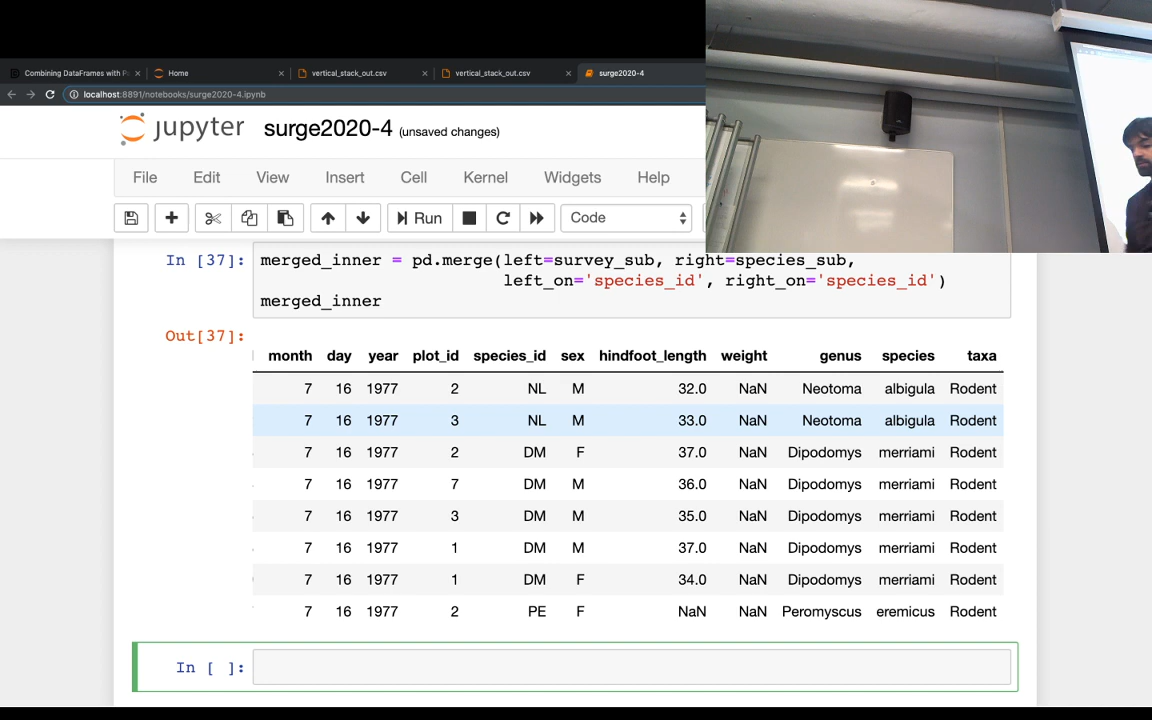 Combining DataFrames with Pa
Home
vertical_stack_out.csv
vertical_stack_out.csv
surge2020-4
localhost:8891/notebooks/surge2020-4.ipynb
jupyter surge2020-4 (unsaved changes)
File Edit View Insert Cell Kernel Widgets Help
Run Code
In [37]: merged_inner = pd.merge(left=survey_sub, right=species_sub,
left_on='species_id', right_on='species_id')
merged_inner
Out[37]:
month day year plot_id species_id sex hindfoot_length weight genus species taxa
7 16 1977 2 NL M 32.0 NaN Neotoma albigula Rodent
7 16 1977 3 NL M 33.0 NaN Neotoma albigula Rodent
7 16 1977 2 DM F 37.0 NaN Dipodomys merriami Rodent
7 16 1977 7 DM M 36.0 NaN Dipodomys merriami Rodent
7 16 1977 3 DM M 35.0 NaN Dipodomys merriami Rodent
7 16 1977 1 DM M 37.0 NaN Dipodomys merriami Rodent
7 16 1977 1 DM F 34.0 NaN Dipodomys merriami Rodent
7 16 1977 2 PE F NaN NaN Peromyscus eremicus Rodent
In [ ]: